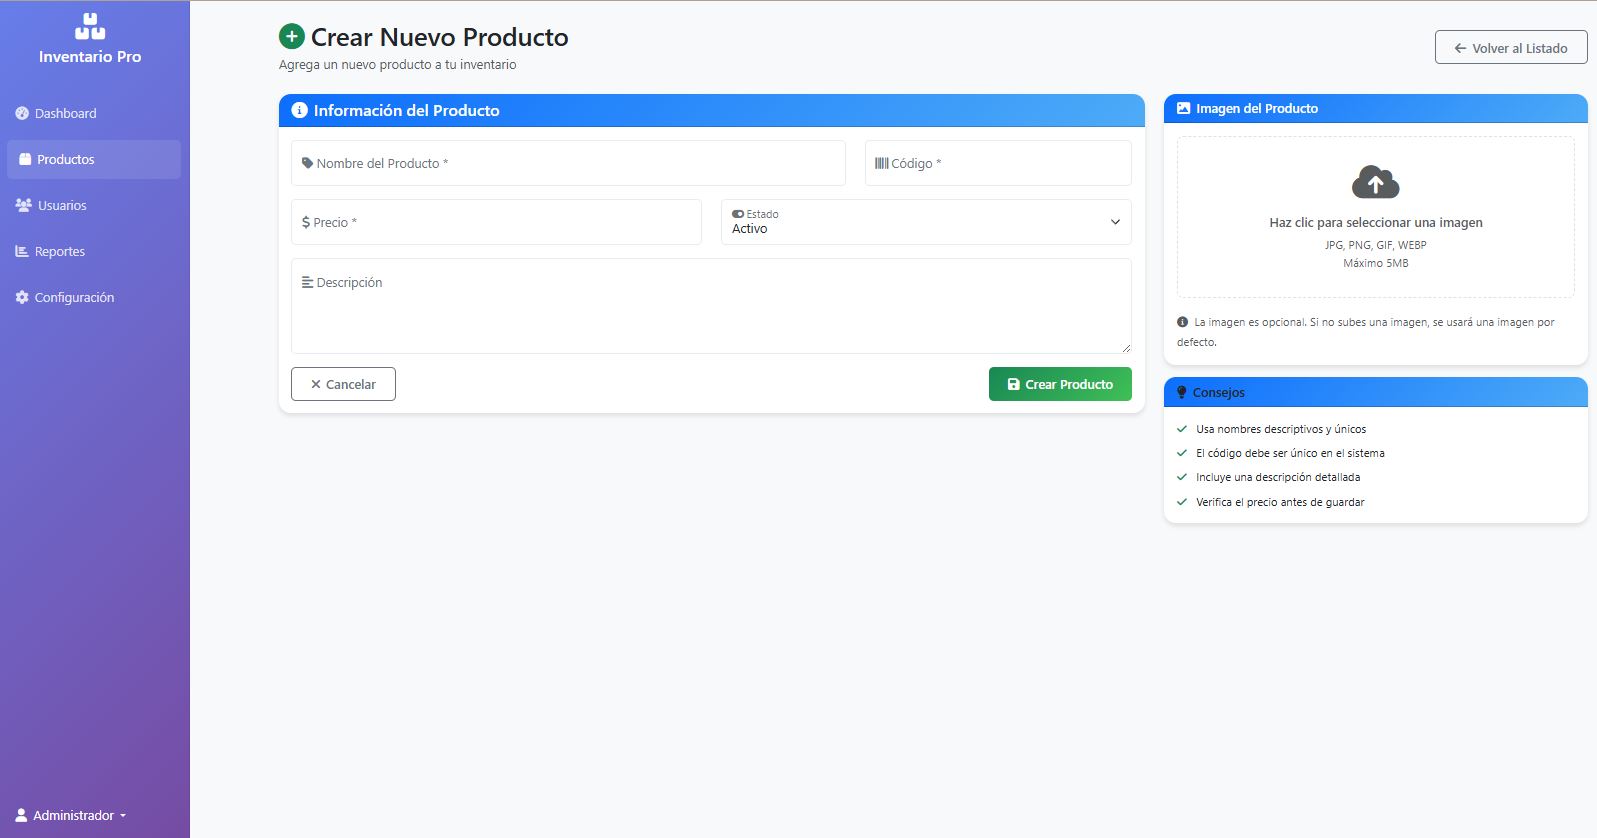 Inventario Pro
Dashboard
Productos
Usuarios
Reportes
Configuración
Administrador
Crear Nuevo Producto
Agrega un nuevo producto a tu inventario
Volver al Listado
Información del Producto
Nombre del Producto *
Código *
Precio *
Estado
Activo
Descripción
Cancelar
Crear Producto
Imagen del Producto
Haz clic para seleccionar una imagen
JPG, PNG, GIF, WEBP
Máximo 5MB
La imagen es opcional. Si no subes una imagen, se usará una imagen por
defecto.
Consejos
Usa nombres descriptivos y únicos
El código debe ser único en el sistema
Incluye una descripción detallada
Verifica el precio antes de guardar